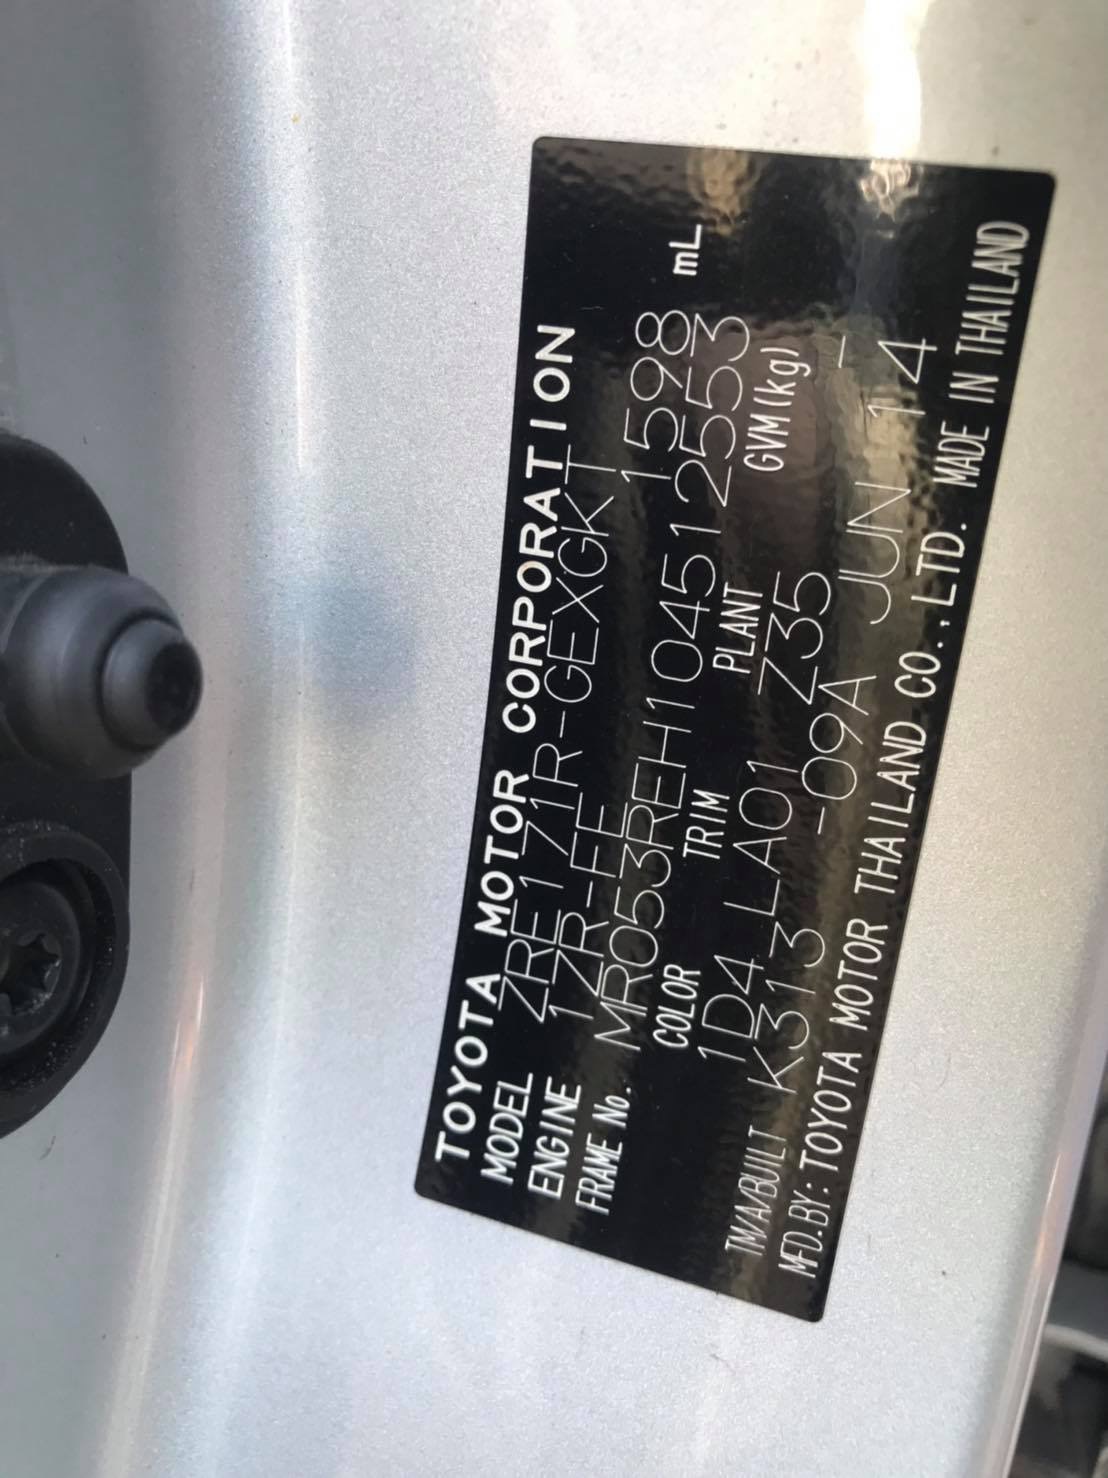 TOYOTA MOTOR CORPORATION
MODEL ZRE171R-GEXGKT
ENGINE 1ZR-FE 1598 mL
FRAME No. MR053REH104512553
COLOR TRIM PLANT GVM(kg)
1D4 LA01 Z35 -
TM/A/BUILT K313 -09A JUN 14
MFD.BY: TOYOTA MOTOR THAILAND CO.,LTD. MADE IN THAILAND